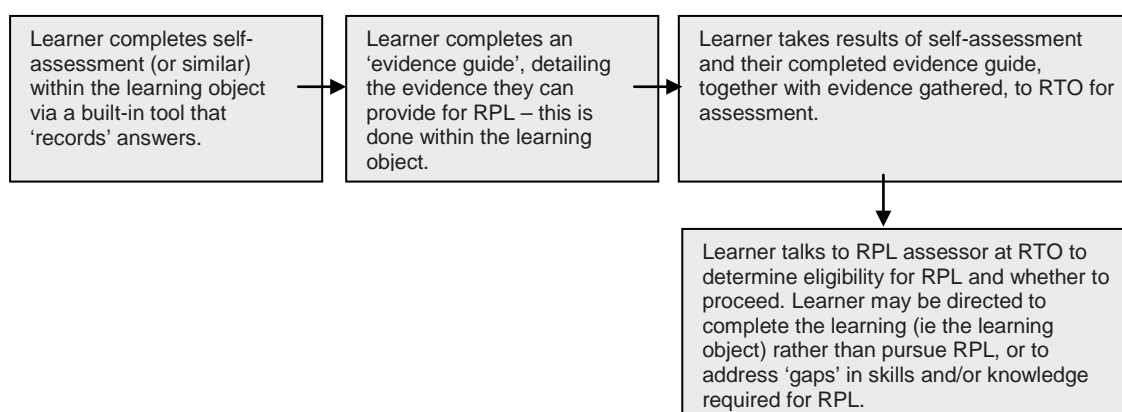 Learner completes self-
assessment (or similar)
within the learning object
via a built-in tool that
‘records’ answers.
Learner completes an
‘evidence guide’, detailing
the evidence they can
provide for RPL – this is
done within the learning
object.
Learner takes results of self-assessment
and their completed evidence guide,
together with evidence gathered, to RTO for
assessment.
Learner talks to RPL assessor at RTO to
determine eligibility for RPL and whether to
proceed. Learner may be directed to
complete the learning (ie the learning
object) rather than pursue RPL, or to
address ‘gaps’ in skills and/or knowledge
required for RPL.